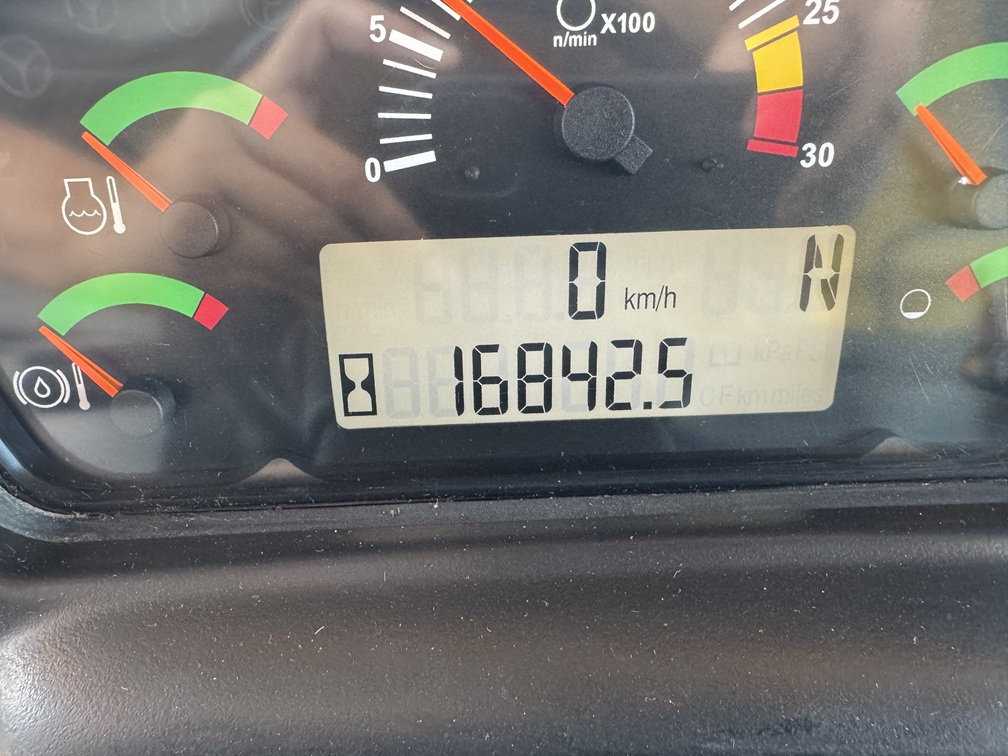 5
X100
n/min
25
0
30
0 km/h N
16842.5
kPa
°C°F km miles